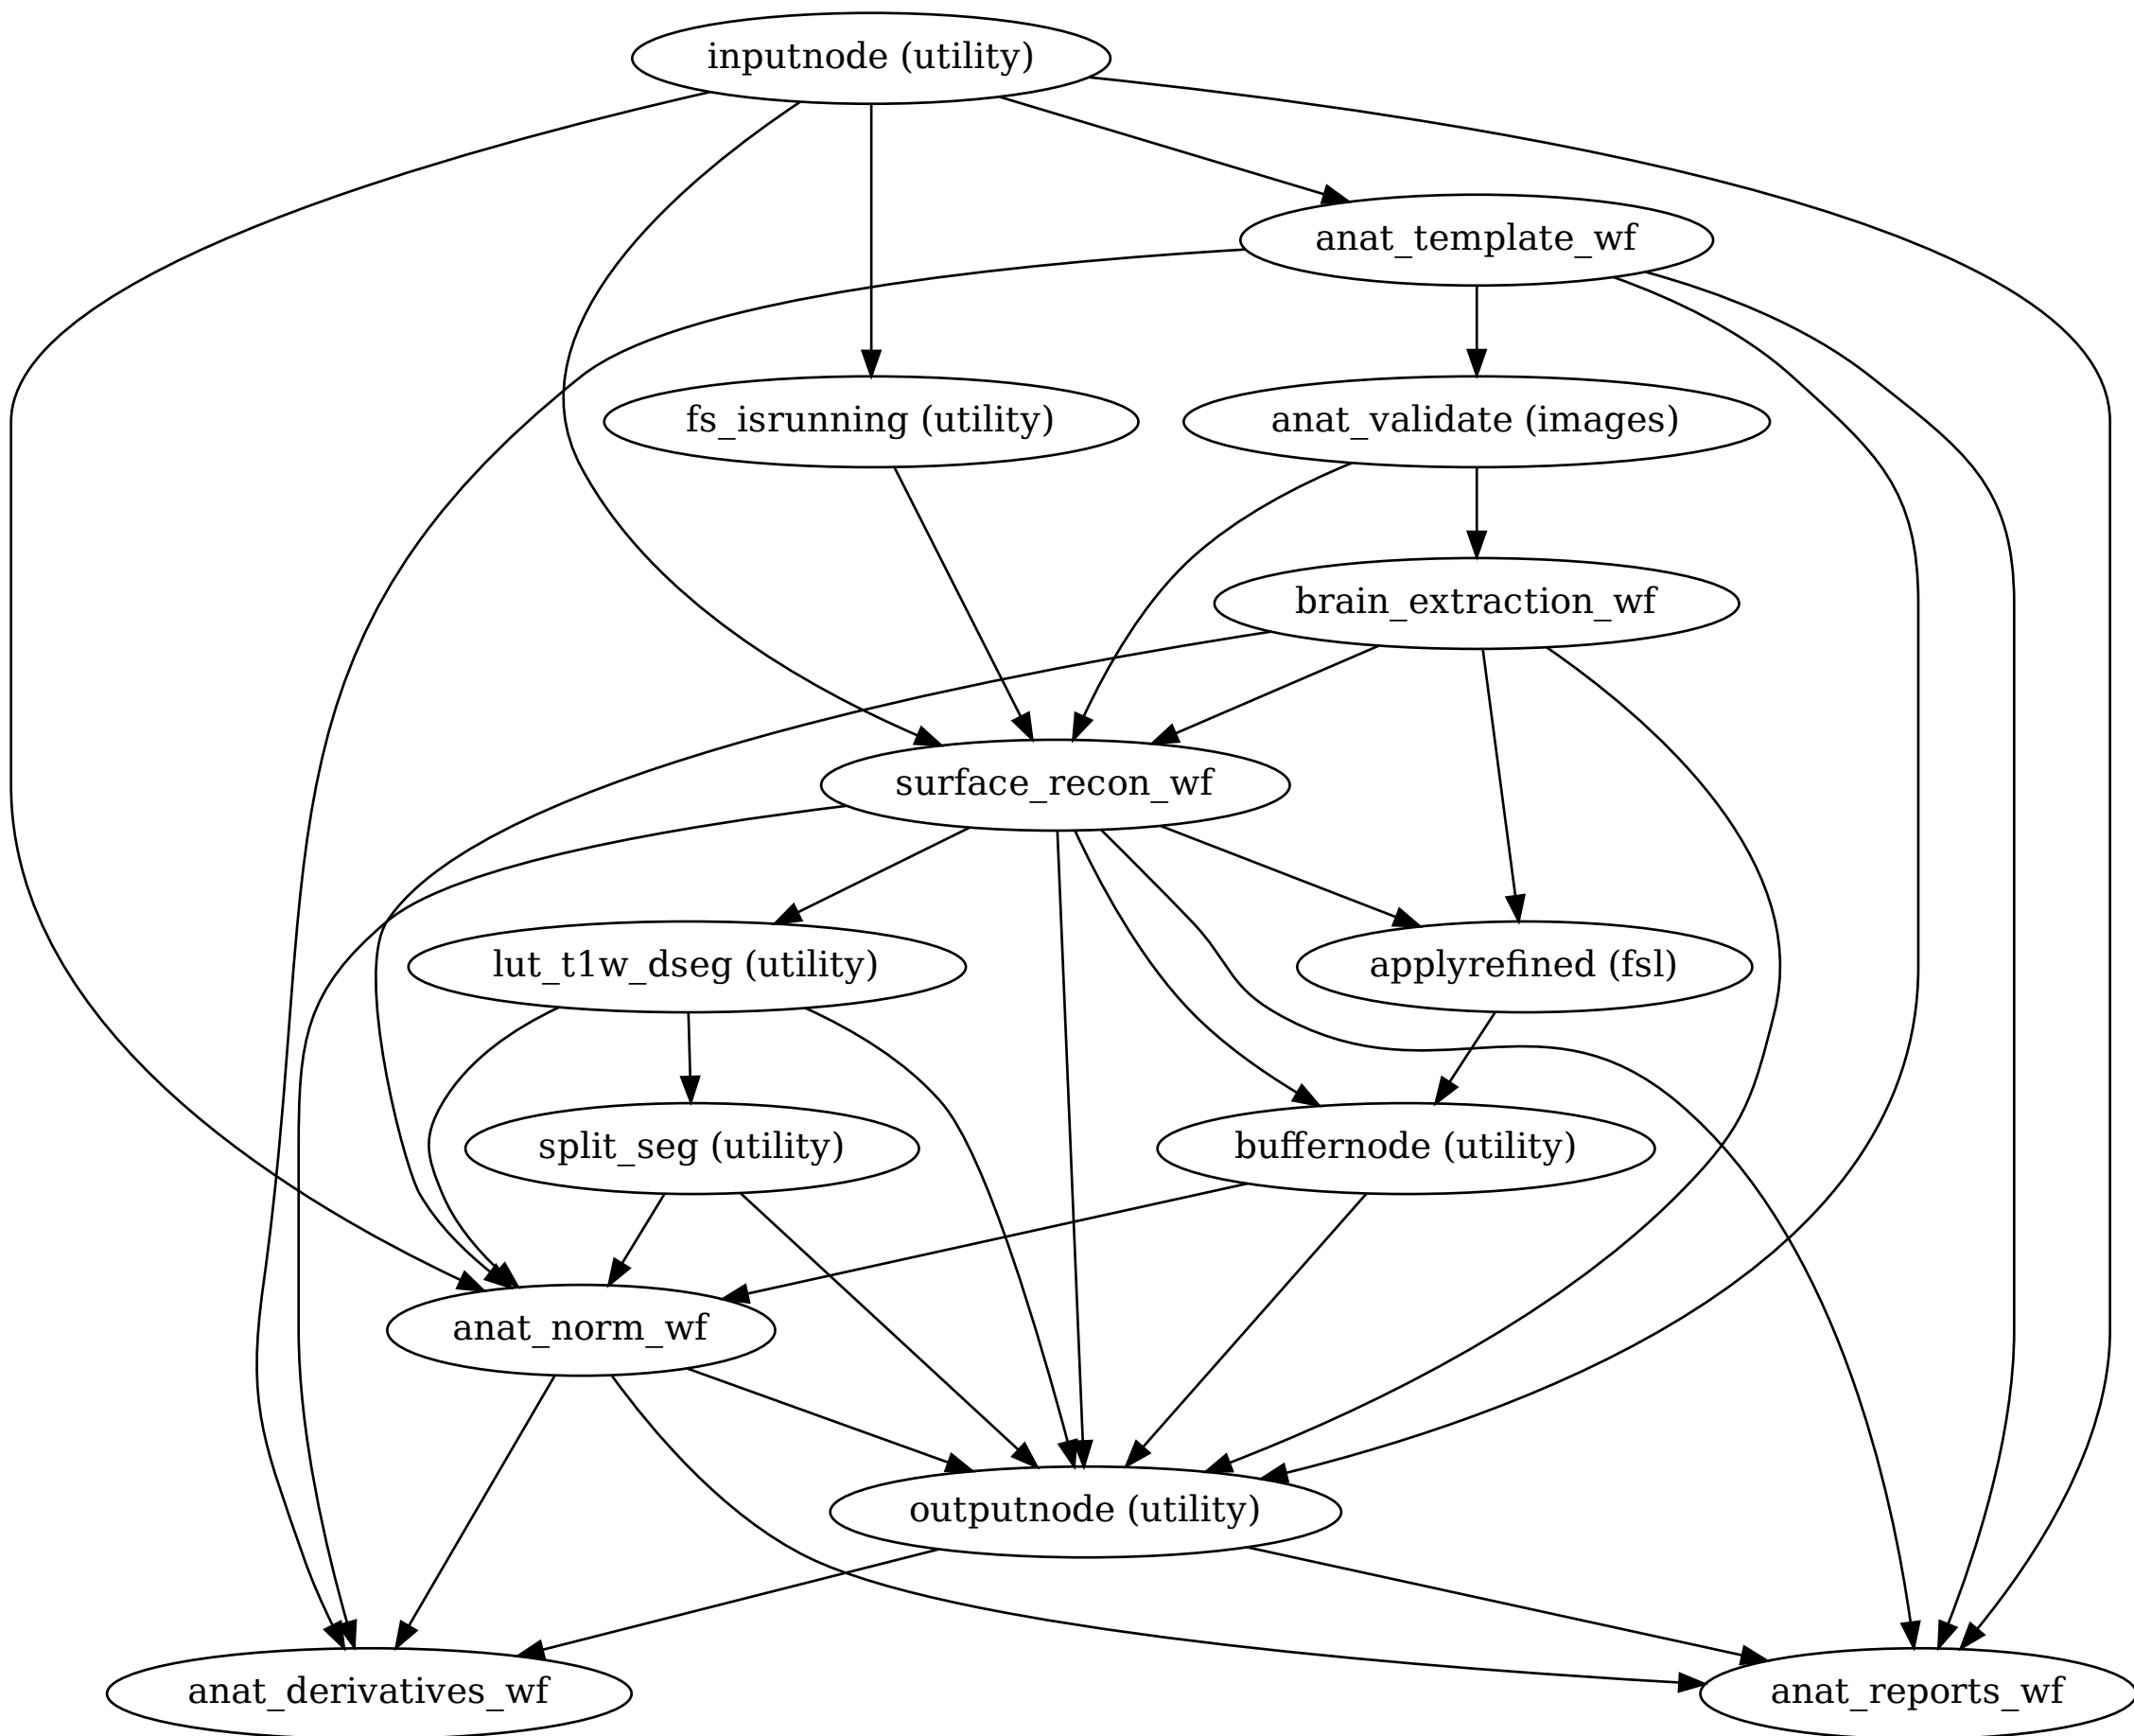 inputnode (utility)
anat_template_wf
fs_isrunning (utility)
anat_validate (images)
brain_extraction_wf
surface_recon_wf
lut_t1w_dseg (utility)
applyrefined (fsl)
split_seg (utility)
buffernode (utility)
anat_norm_wf
outputnode (utility)
anat_derivatives_wf
anat_reports_wf